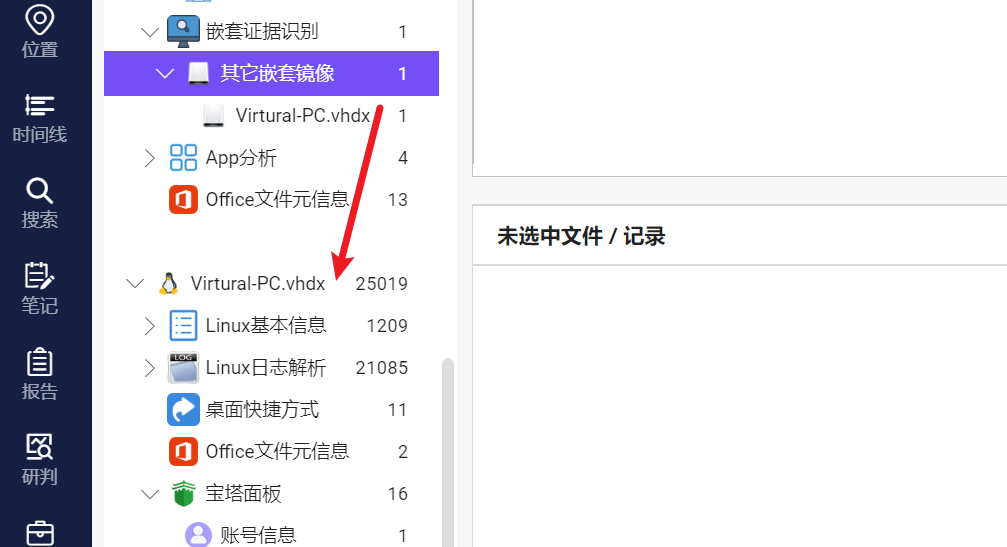 位置
时间线
搜索
笔记
报告
研判
嵌套证据识别 1
其它嵌套镜像 1
Virtural-PC.vhdx 1
App分析 4
Office文件元信息 13
Virtural-PC.vhdx 25019
Linux基本信息 1209
LOG
Linux日志解析 21085
桌面快捷方式 11
Office文件元信息 2
宝塔面板 16
账号信息 1
未选中文件 / 记录